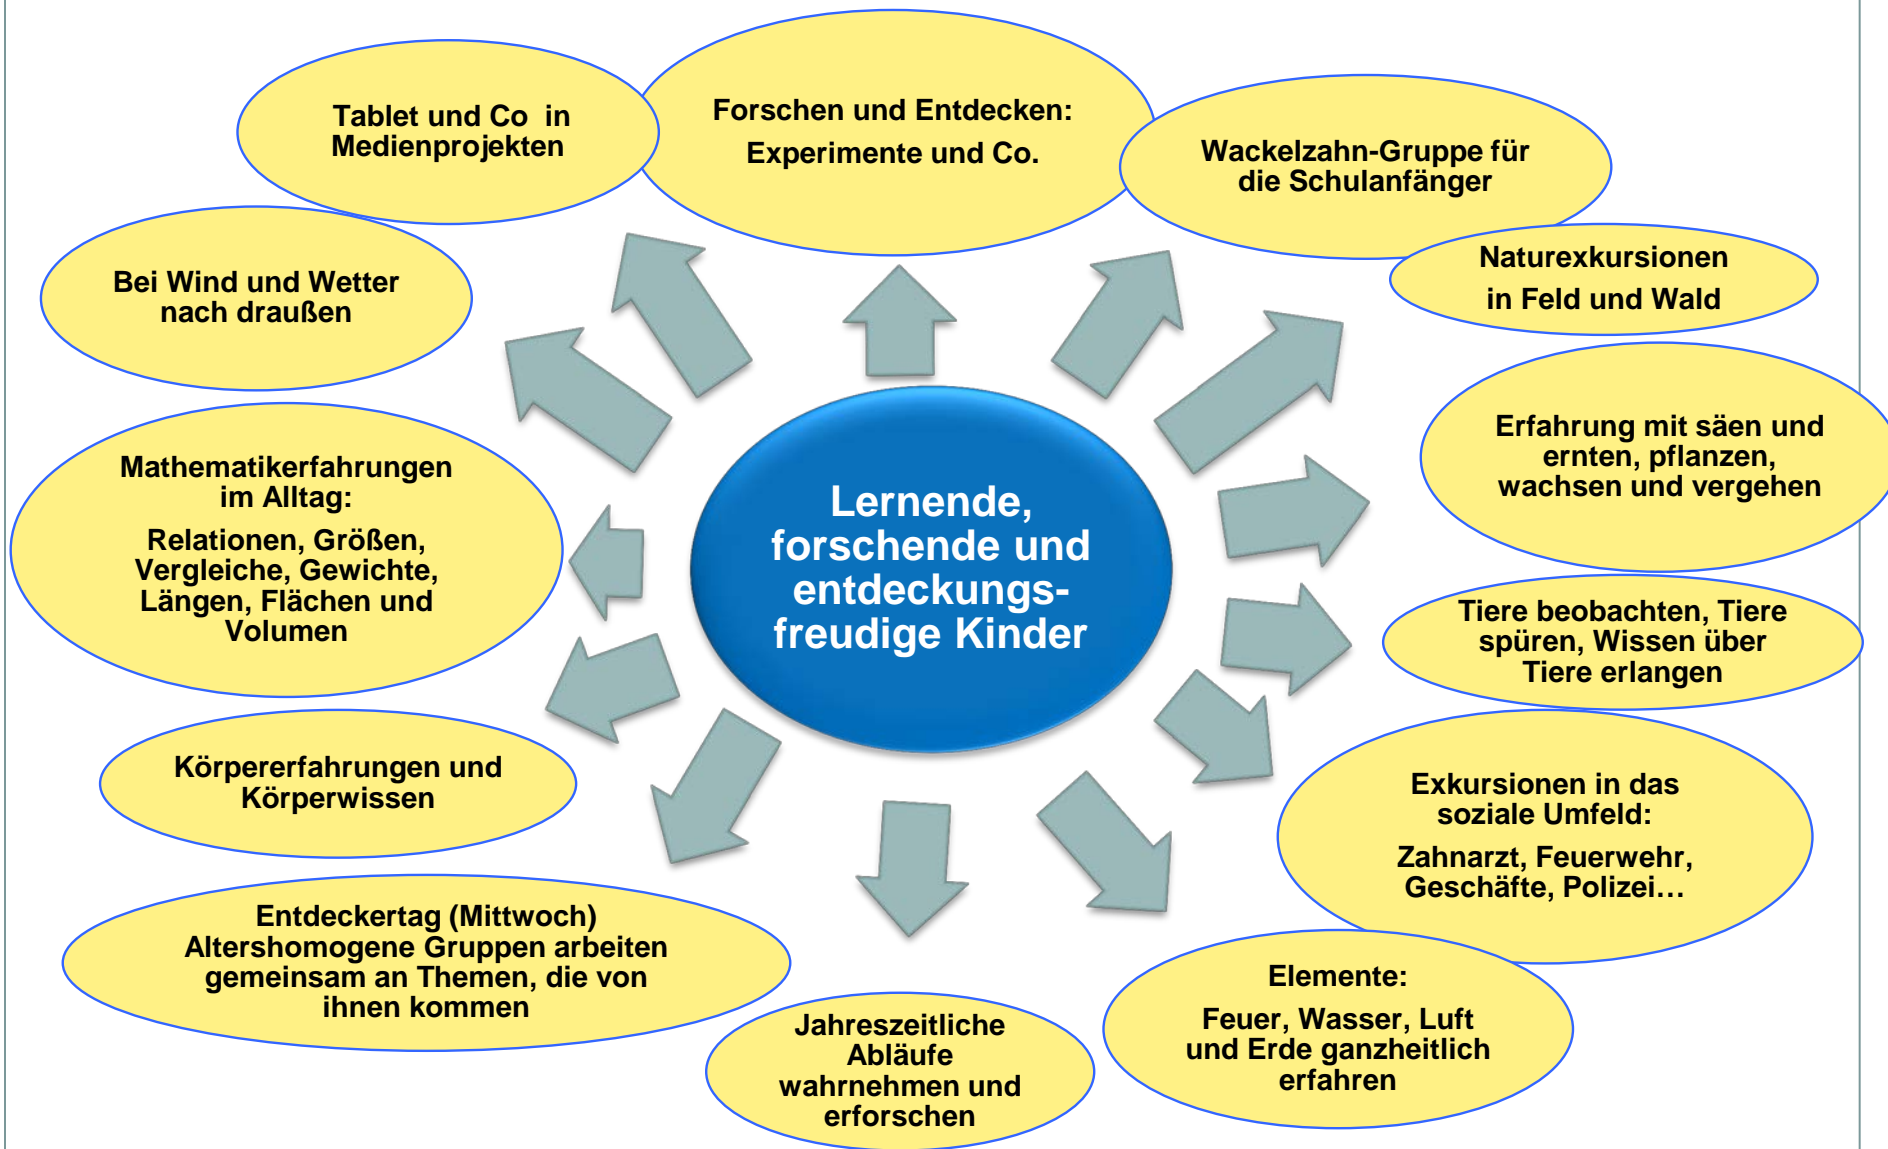 Tablet und Co in
Medienprojekten
Forschen und Entdecken:
Experimente und Co.
Wackelzahn-Gruppe für
die Schulanfänger
Naturexkursionen
in Feld und Wald
Bei Wind und Wetter
nach draußen
Erfahrung mit säen und
ernten, pflanzen,
wachsen und vergehen
Mathematikerfahrungen
im Alltag:
Relationen, Größen,
Vergleiche, Gewichte,
Längen, Flächen und
Volumen
Lernende,
forschende und
entdeckungs-
freudige Kinder
Tiere beobachten, Tiere
spüren, Wissen über
Tiere erlangen
Körpererfahrungen und
Körperwissen
Exkursionen in das
soziale Umfeld:
Zahnarzt, Feuerwehr,
Geschäfte, Polizei…
Entdeckertag (Mittwoch)
Altershomogene Gruppen arbeiten
gemeinsam an Themen, die von
ihnen kommen
Jahreszeitliche
Abläufe
wahrnehmen und
erforschen
Elemente:
Feuer, Wasser, Luft
und Erde ganzheitlich
erfahren